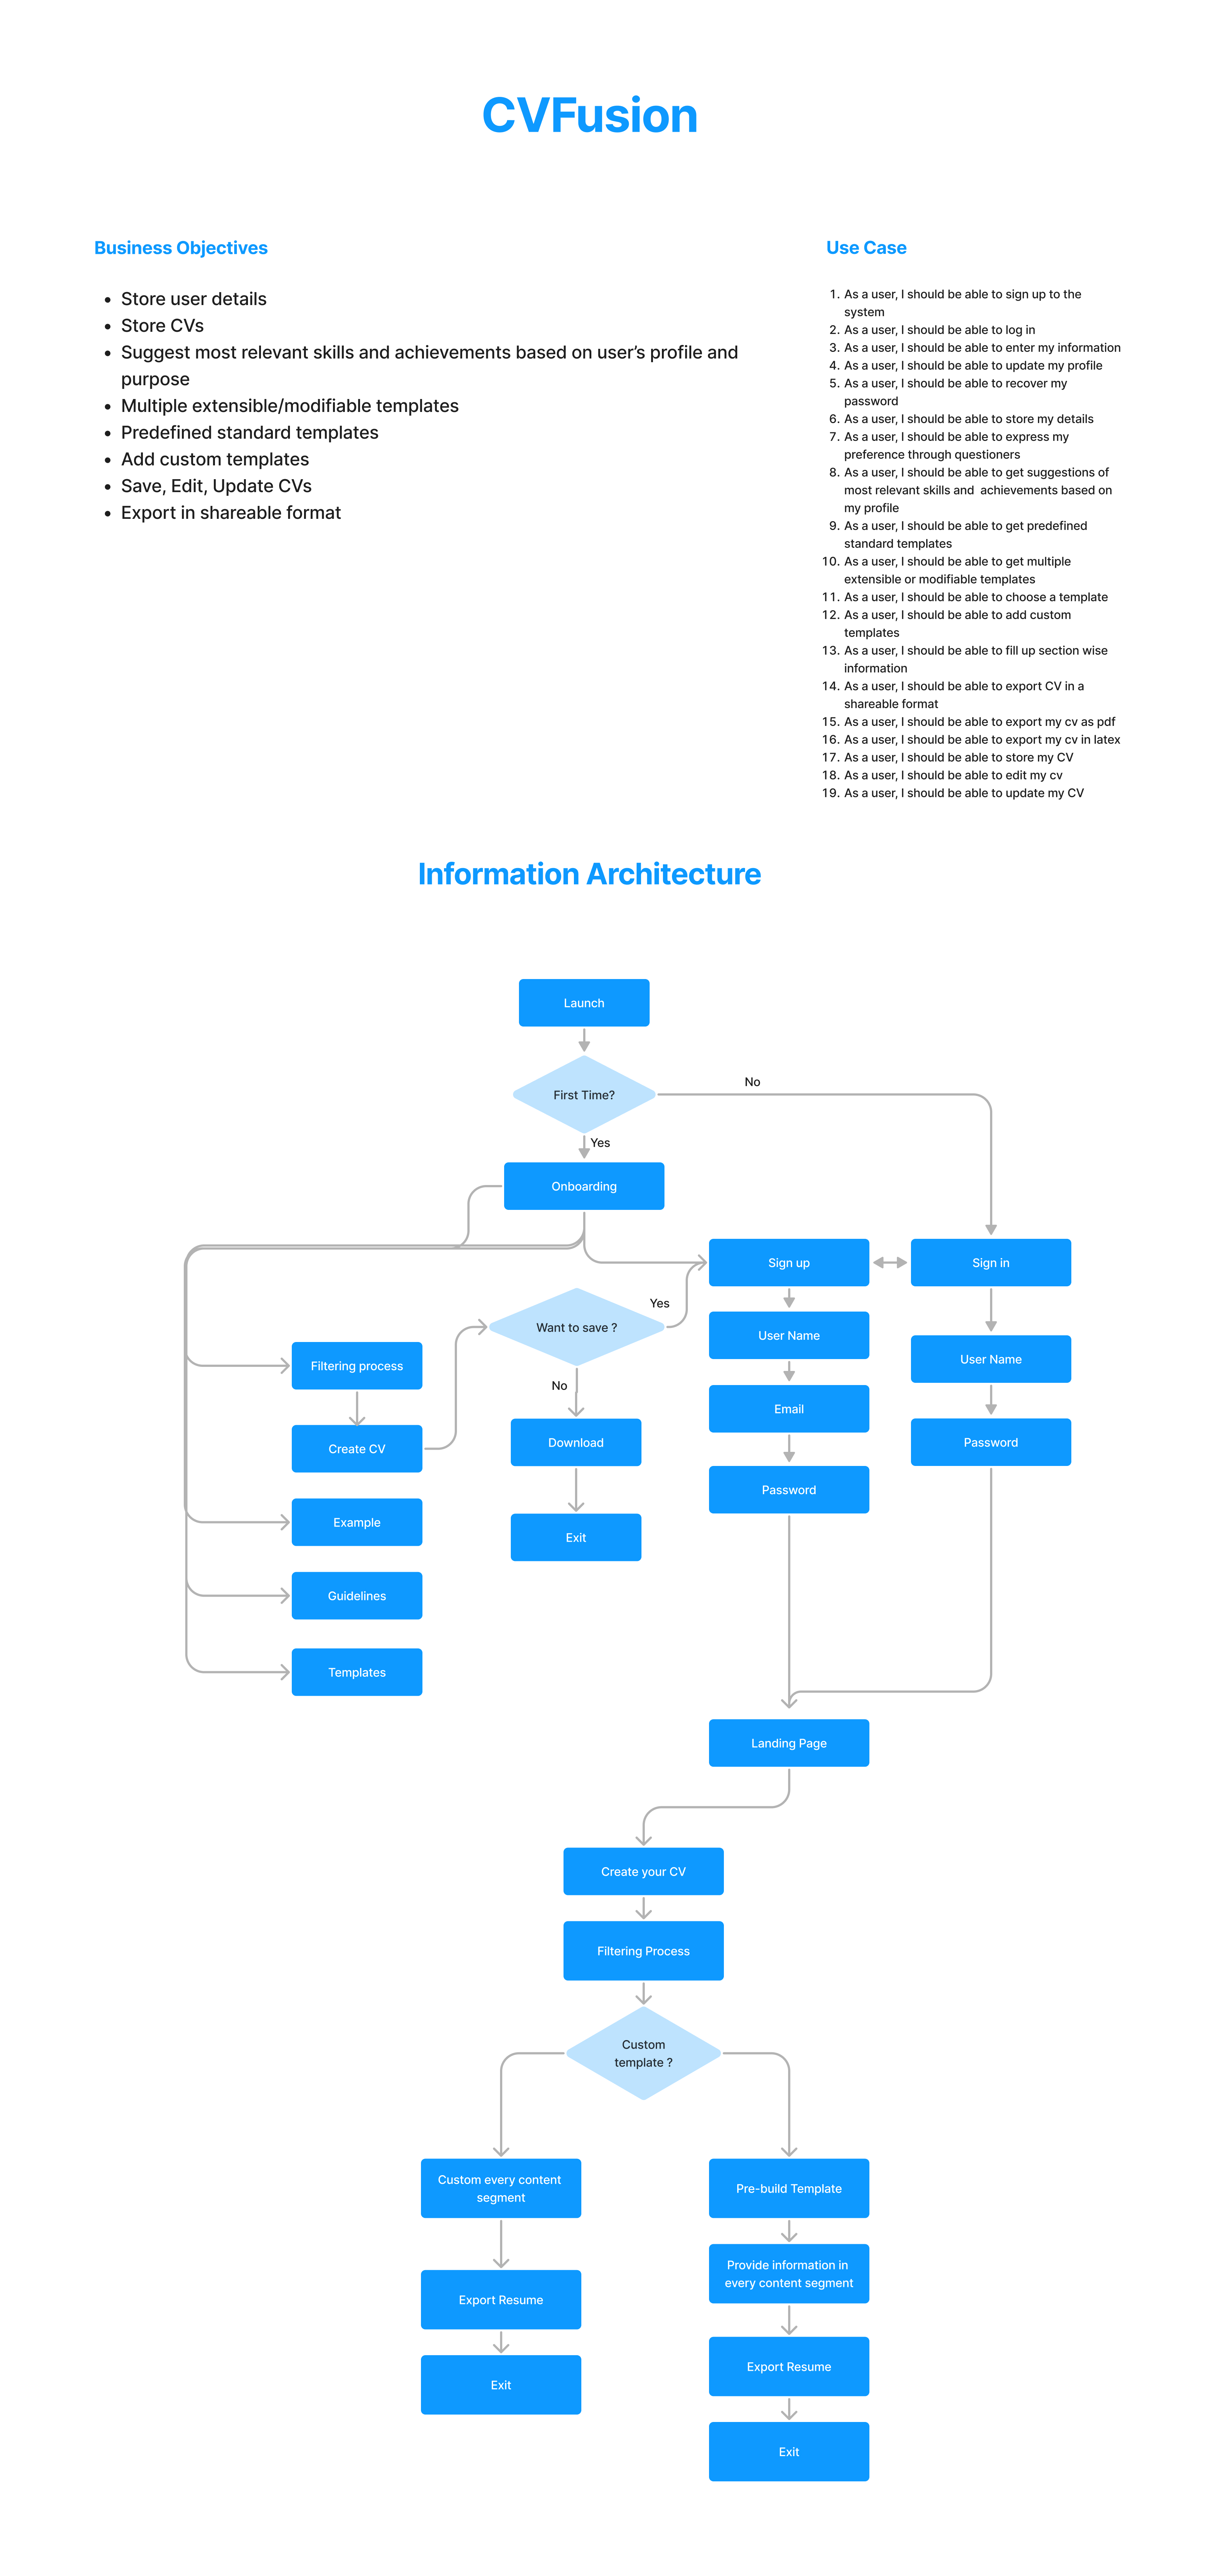 CVFusion
Business Objectives
• Store user details
• Store CVs
• Suggest most relevant skills and achievements based on user’s profile and
purpose
• Multiple extensible/modifiable templates
• Predefined standard templates
• Add custom templates
• Save, Edit, Update CVs
• Export in shareable format
Use Case
1. As a user, I should be able to sign up to the
system
2. As a user, I should be able to log in
3. As a user, I should be able to enter my information
4. As a user, I should be able to update my profile
5. As a user, I should be able to recover my
password
6. As a user, I should be able to store my details
7. As a user, I should be able to express my
preference through questioners
8. As a user, I should be able to get suggestions of
most relevant skills and  achievements based on
my profile
9. As a user, I should be able to get predefined
standard templates
10. As a user, I should be able to get multiple
extensible or modifiable templates
11. As a user, I should be able to choose a template
12. As a user, I should be able to add custom
templates
13. As a user, I should be able to fill up section wise
information
14. As a user, I should be able to export CV in a
shareable format
15. As a user, I should be able to export my cv as pdf
16. As a user, I should be able to export my cv in latex
17. As a user, I should be able to store my CV
18. As a user, I should be able to edit my cv
19. As a user, I should be able to update my CV
Information Architecture
Launch
First Time?
No
Yes
Onboarding
Sign up
Sign in
Want to save ?
Yes
No
User Name
Email
Password
User Name
Password
Filtering process
Create CV
Example
Guidelines
Templates
Download
Exit
Landing Page
Create your CV
Filtering Process
Custom
template ?
Custom every content
segment
Export Resume
Exit
Pre-build Template
Provide information in
every content segment
Export Resume
Exit